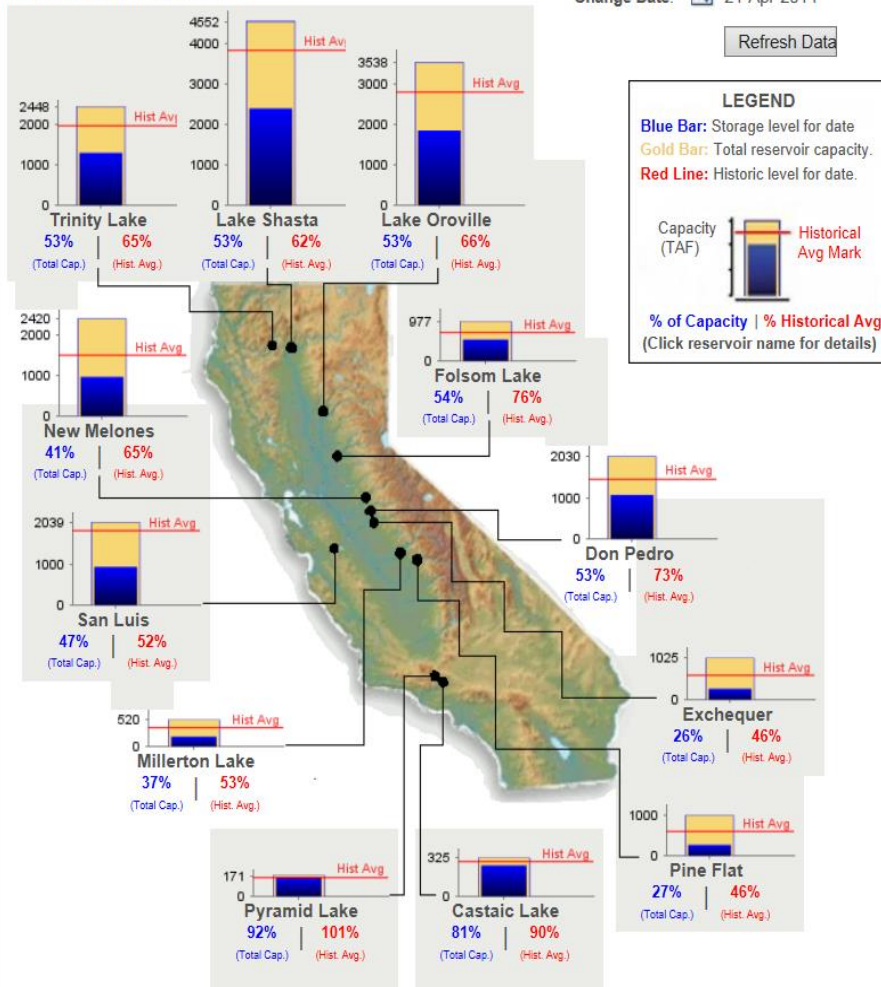 Change Date: 21-Apr-2014
Refresh Data
LEGEND
Blue Bar: Storage level for date
Gold Bar: Total reservoir capacity.
Red Line: Historic level for date.
Capacity
(TAF)
Historical
Avg Mark
% of Capacity | % Historical Avg
(Click reservoir name for details)
2448
2000
1000
0
Hist Avg
Trinity Lake
53% | 65%
(Total Cap.) (Hist. Avg.)
4552
4000
3000
2000
1000
0
Hist Avg
Lake Shasta
53% | 62%
(Total Cap.) (Hist. Avg.)
3538
3000
2000
1000
0
Hist Avg
Lake Oroville
53% | 66%
(Total Cap.) (Hist. Avg.)
2420
2000
1000
0
Hist Avg
New Melones
41% | 65%
(Total Cap.) (Hist. Avg.)
977
0
Hist Avg
Folsom Lake
54% | 76%
(Total Cap.) (Hist. Avg.)
2030
1000
0
Hist Avg
Don Pedro
53% | 73%
(Total Cap.) (Hist. Avg.)
2039
1000
0
Hist Avg
San Luis
47% | 52%
(Total Cap.) (Hist. Avg.)
1025
0
Hist Avg
Exchequer
26% | 46%
(Total Cap.) (Hist. Avg.)
520
0
Hist Avg
Millerton Lake
37% | 53%
(Total Cap.) (Hist. Avg.)
1000
0
Hist Avg
Pine Flat
27% | 46%
(Total Cap.) (Hist. Avg.)
171
0
Hist Avg
Pyramid Lake
92% | 101%
(Total Cap.) (Hist. Avg.)
325
0
Hist Avg
Castaic Lake
81% | 90%
(Total Cap.) (Hist. Avg.)